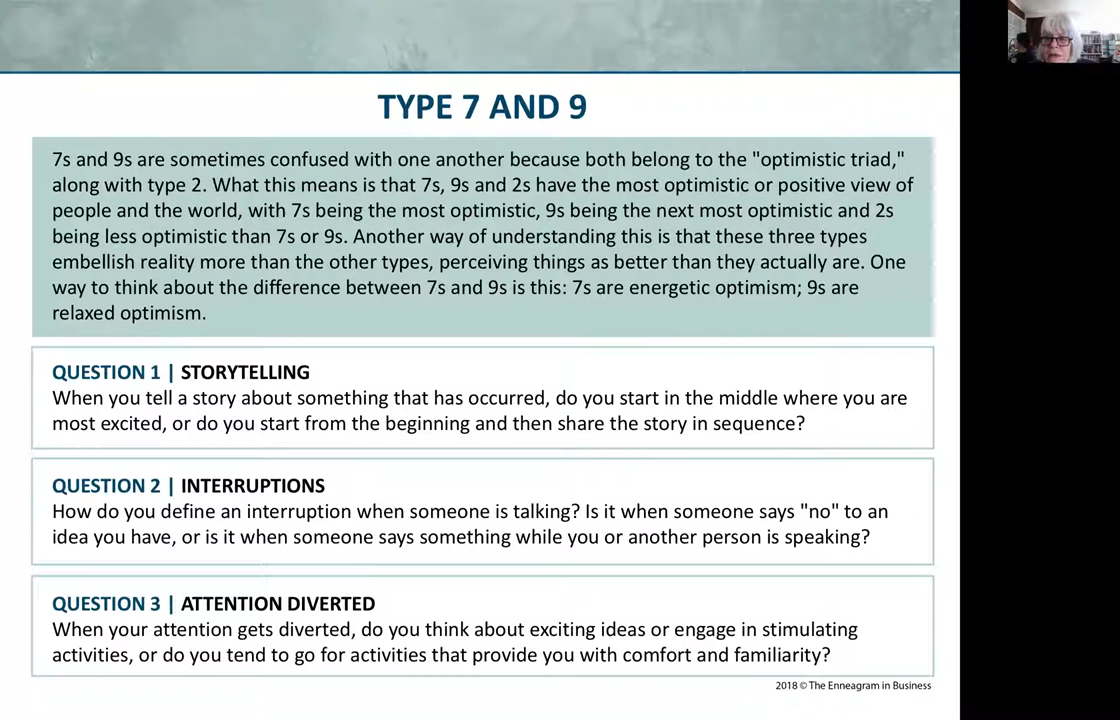 TYPE 7 AND 9
7s and 9s are sometimes confused with one another because both belong to the "optimistic triad,"
along with type 2. What this means is that 7s, 9s and 2s have the most optimistic or positive view of
people and the world, with 7s being the most optimistic, 9s being the next most optimistic and 2s
being less optimistic than 7s or 9s. Another way of understanding this is that these three types
embellish reality more than the other types, perceiving things as better than they actually are. One
way to think about the difference between 7s and 9s is this: 7s are energetic optimism; 9s are
relaxed optimism.
QUESTION 1 | STORYTELLING
When you tell a story about something that has occurred, do you start in the middle where you are
most excited, or do you start from the beginning and then share the story in sequence?
QUESTION 2 | INTERRUPTIONS
How do you define an interruption when someone is talking? Is it when someone says "no" to an
idea you have, or is it when someone says something while you or another person is speaking?
QUESTION 3 | ATTENTION DIVERTED
When your attention gets diverted, do you think about exciting ideas or engage in stimulating
activities, or do you tend to go for activities that provide you with comfort and familiarity?
2018 © The Enneagram in Business